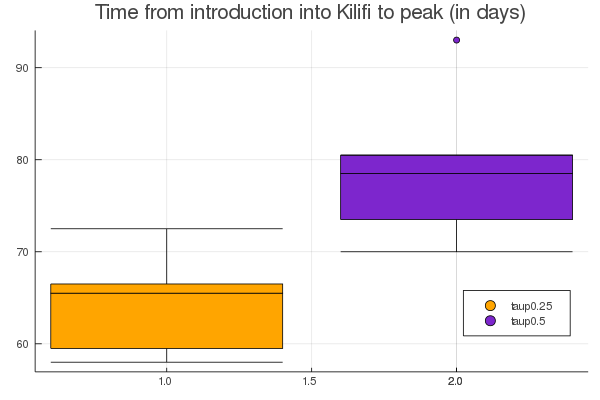 Time from introduction into Kilifi to peak (in days)
90
80
70
60
1.0
1.5
2.0
taup0.25
taup0.5